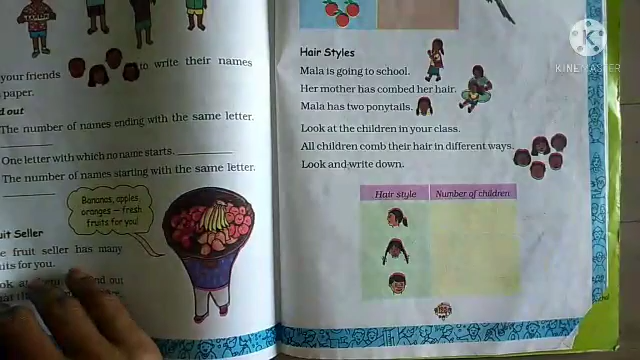 your friends to write their names
paper.
d out
The number of names ending with the same letter.
One letter with which no name starts.
The number of names starting with the same letter.
Bananas, apples,
oranges — fresh
fruits for you!
uit Seller
e fruit seller has many
uits for you.
ok at out
Hair Styles
Mala is going to school.
Her mother has combed her hair.
Mala has two ponytails.
Look at the children in your class.
All children comb their hair in different ways.
Look and write down.
Hair style Number of children
KINEMASTER